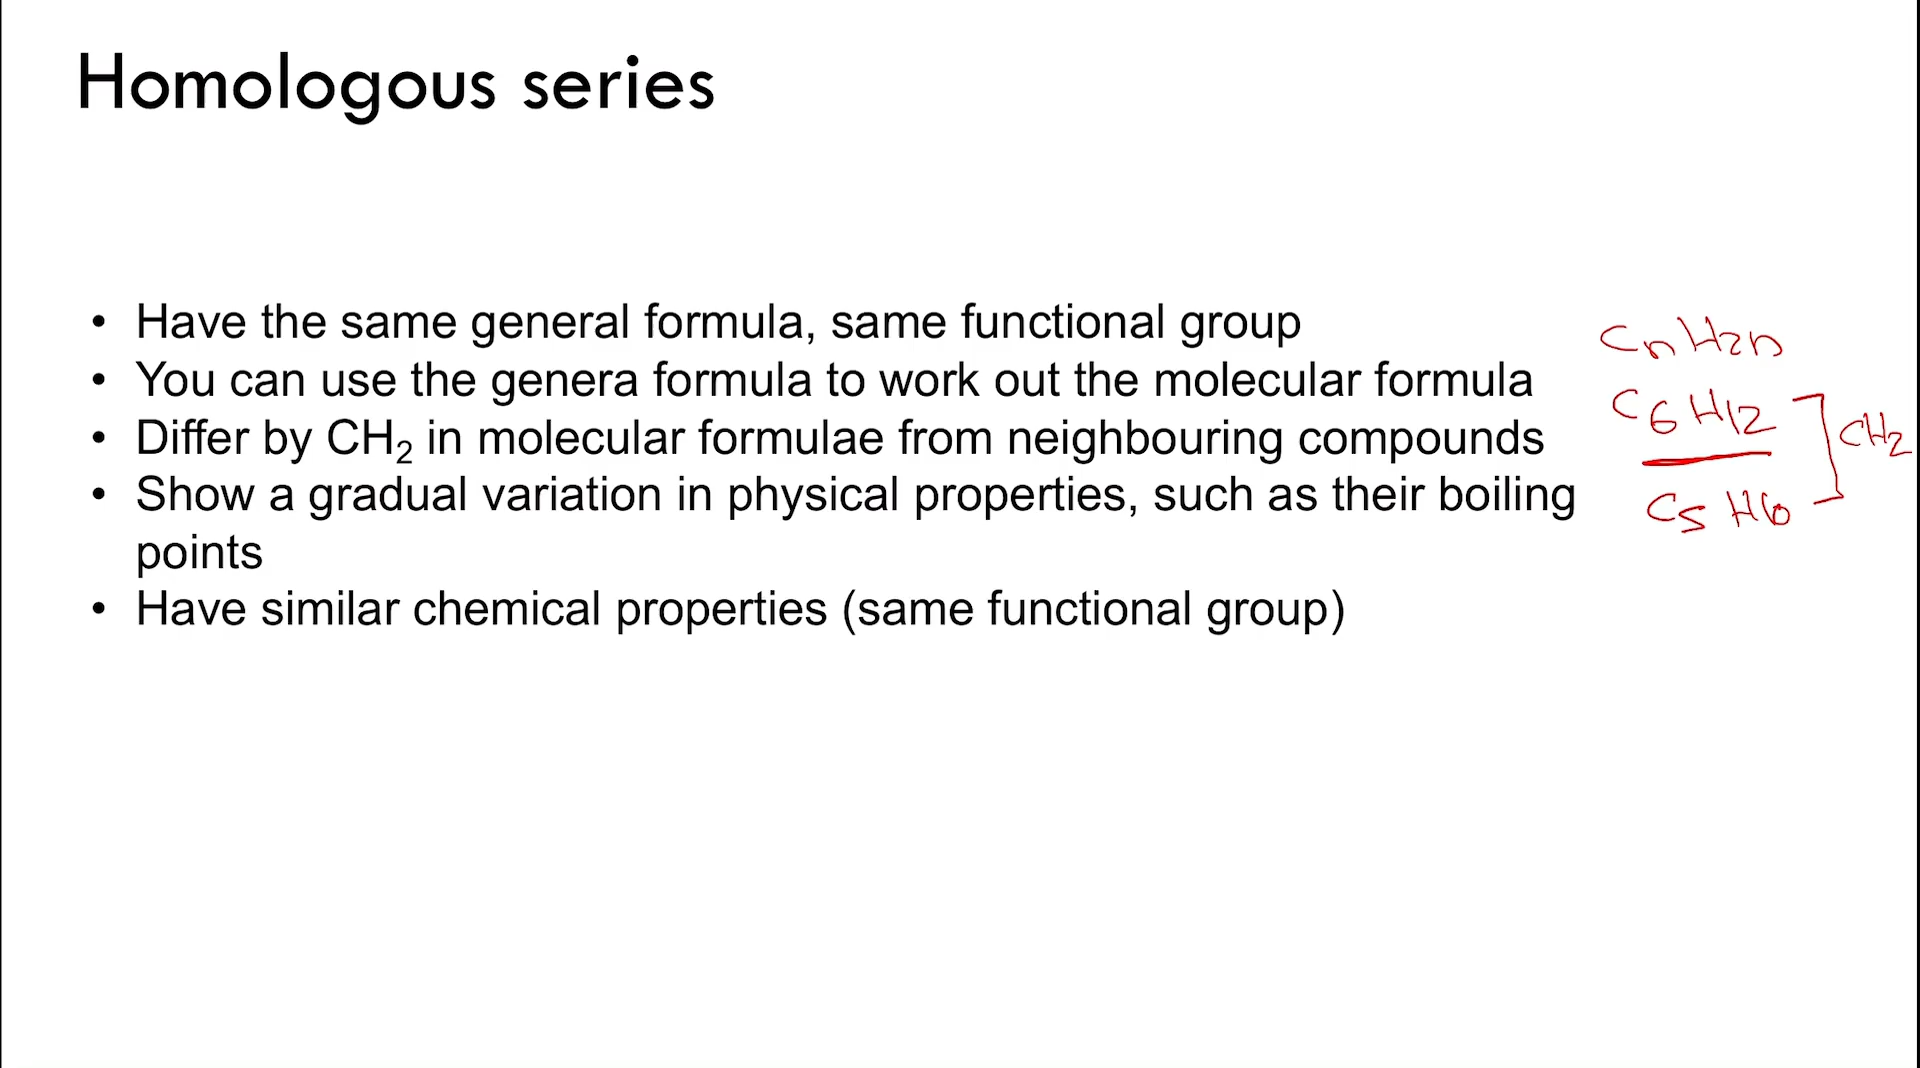 Homologous series
• Have the same general formula, same functional group
• You can use the genera formula to work out the molecular formula
• Differ by CH₂ in molecular formulae from neighbouring compounds
• Show a gradual variation in physical properties, such as their boiling
points
• Have similar chemical properties (same functional group)
CnH2n
C6H12
CH2
C5H10